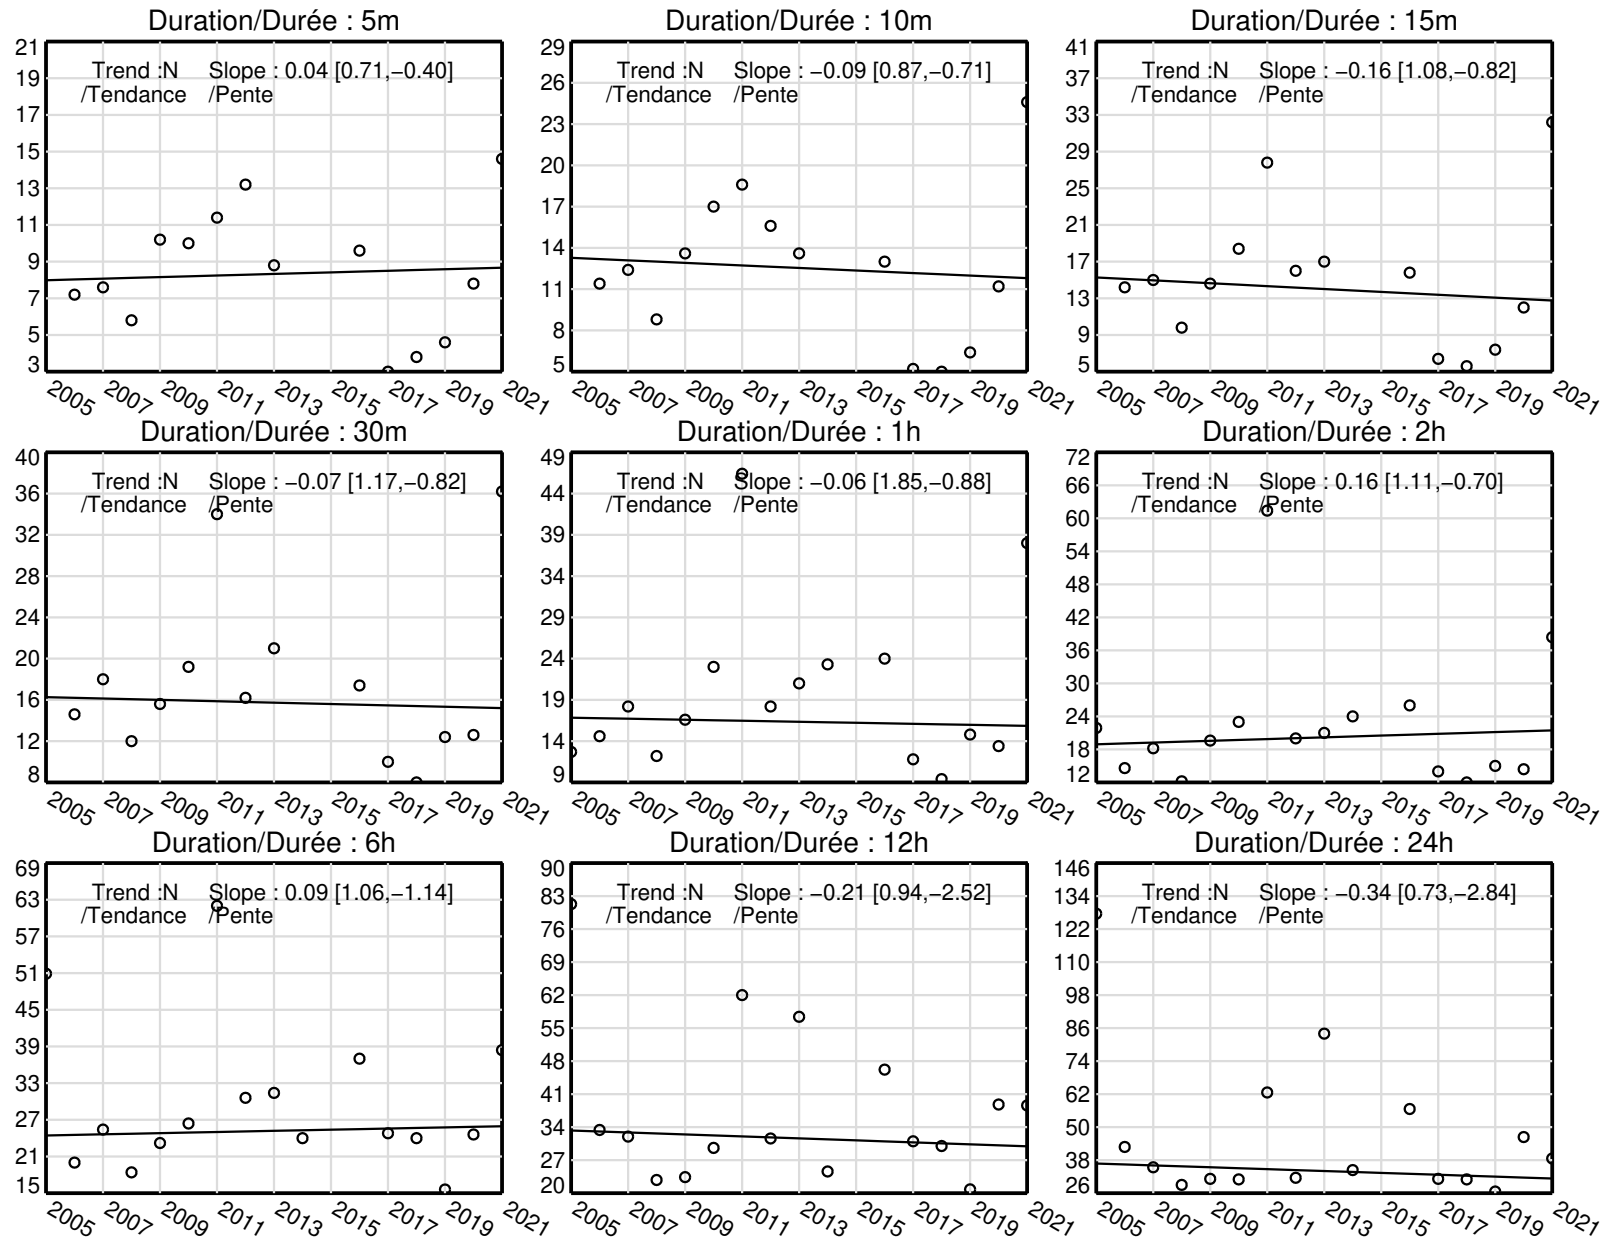 Duration/Durée : 5m
Trend :N Slope : 0.04 [0.71,−0.40]
/Tendance /Pente
21
19
17
15
13
11
9
7
5
3
2005 2007 2009 2011 2013 2015 2017 2019 2021
Duration/Durée : 10m
Trend :N Slope : −0.09 [0.87,−0.71]
/Tendance /Pente
29
26
23
20
17
14
11
8
5
2005 2007 2009 2011 2013 2015 2017 2019 2021
Duration/Durée : 15m
Trend :N Slope : −0.16 [1.08,−0.82]
/Tendance /Pente
41
37
33
29
25
21
17
13
9
5
2005 2007 2009 2011 2013 2015 2017 2019 2021
Duration/Durée : 30m
Trend :N Slope : −0.07 [1.17,−0.82]
/Tendance /Pente
40
36
32
28
24
20
16
12
8
2005 2007 2009 2011 2013 2015 2017 2019 2021
Duration/Durée : 1h
Trend :N Slope : −0.06 [1.85,−0.88]
/Tendance /Pente
49
44
39
34
29
24
19
14
9
2005 2007 2009 2011 2013 2015 2017 2019 2021
Duration/Durée : 2h
Trend :N Slope : 0.16 [1.11,−0.70]
/Tendance /Pente
72
66
60
54
48
42
36
30
24
18
12
2005 2007 2009 2011 2013 2015 2017 2019 2021
Duration/Durée : 6h
Trend :N Slope : 0.09 [1.06,−1.14]
/Tendance /Pente
69
63
57
51
45
39
33
27
21
15
2005 2007 2009 2011 2013 2015 2017 2019 2021
Duration/Durée : 12h
Trend :N Slope : −0.21 [0.94,−2.52]
/Tendance /Pente
90
83
76
69
62
55
48
41
34
27
20
2005 2007 2009 2011 2013 2015 2017 2019 2021
Duration/Durée : 24h
Trend :N Slope : −0.34 [0.73,−2.84]
/Tendance /Pente
146
134
122
110
98
86
74
62
50
38
26
2005 2007 2009 2011 2013 2015 2017 2019 2021